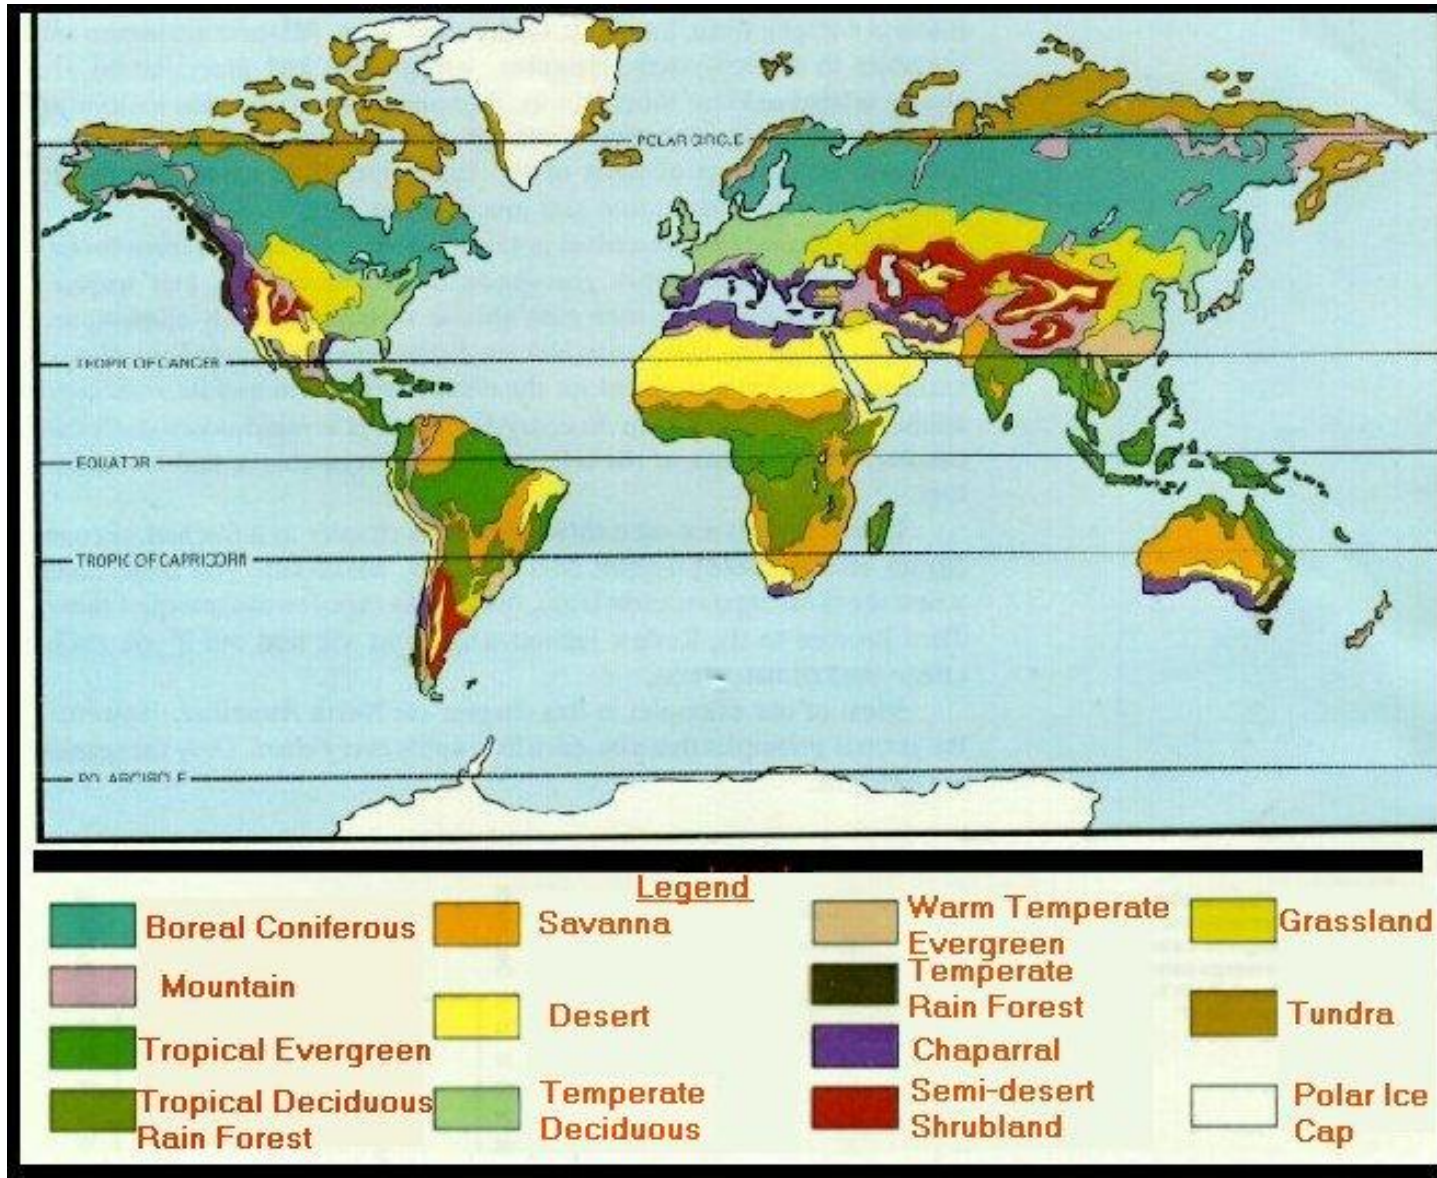 POLAR CIRCLE
TROPIC OF CANCER
EQUATOR
TROPIC OF CAPRICORN
POLAR CIRCLE
Legend
Boreal Coniferous
Mountain
Tropical Evergreen
Tropical Deciduous
Rain Forest
Savanna
Desert
Temperate
Deciduous
Warm Temperate
Evergreen
Temperate
Rain Forest
Chaparral
Semi-desert
Shrubland
Grassland
Tundra
Polar Ice
Cap